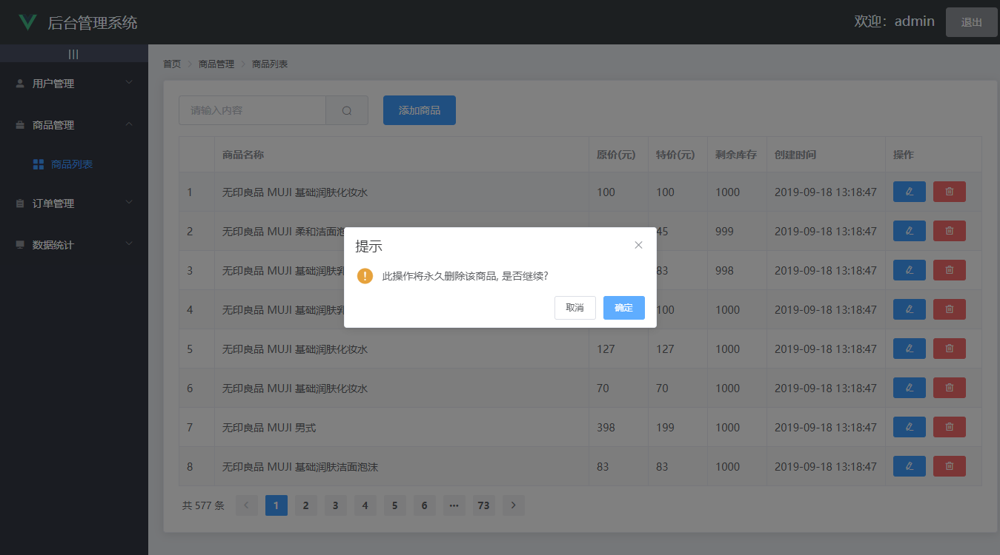 后台管理系统
欢迎：admin
退出
|||
用户管理
商品管理
商品列表
订单管理
数据统计
首页 > 商品管理 > 商品列表
请输入内容
添加商品
商品名称 原价(元) 特价(元) 剩余库存 创建时间 操作
1 无印良品 MUJI 基础润肤化妆水 100 100 1000 2019-09-18 13:18:47
2 无印良品 MUJI 柔和洁面泡 45 999 2019-09-18 13:18:47
3 无印良品 MUJI 基础润肤乳 83 998 2019-09-18 13:18:47
4 无印良品 MUJI 基础润肤乳 100 1000 2019-09-18 13:18:47
5 无印良品 MUJI 基础润肤化妆水 127 127 1000 2019-09-18 13:18:47
6 无印良品 MUJI 基础润肤化妆水 70 70 1000 2019-09-18 13:18:47
7 无印良品 MUJI 男式 398 199 1000 2019-09-18 13:18:47
8 无印良品 MUJI 基础润肤洁面泡沫 83 83 1000 2019-09-18 13:18:47
共 577 条 < 1 2 3 4 5 6 ··· 73 >
提示
此操作将永久删除该商品, 是否继续?
取消 确定